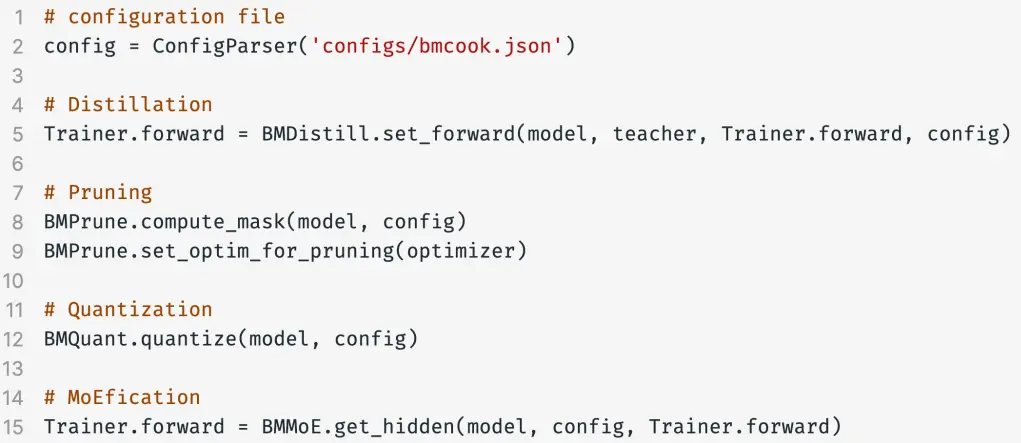 1 # configuration file
2 config = ConfigParser('configs/bmcook.json')
3
4 # Distillation
5 Trainer.forward = BMDistill.set_forward(model, teacher, Trainer.forward, config)
6
7 # Pruning
8 BMPrune.compute_mask(model, config)
9 BMPrune.set_optim_for_pruning(optimizer)
10
11 # Quantization
12 BMQuant.quantize(model, config)
13
14 # MoEfication
15 Trainer.forward = BMMoE.get_hidden(model, config, Trainer.forward)